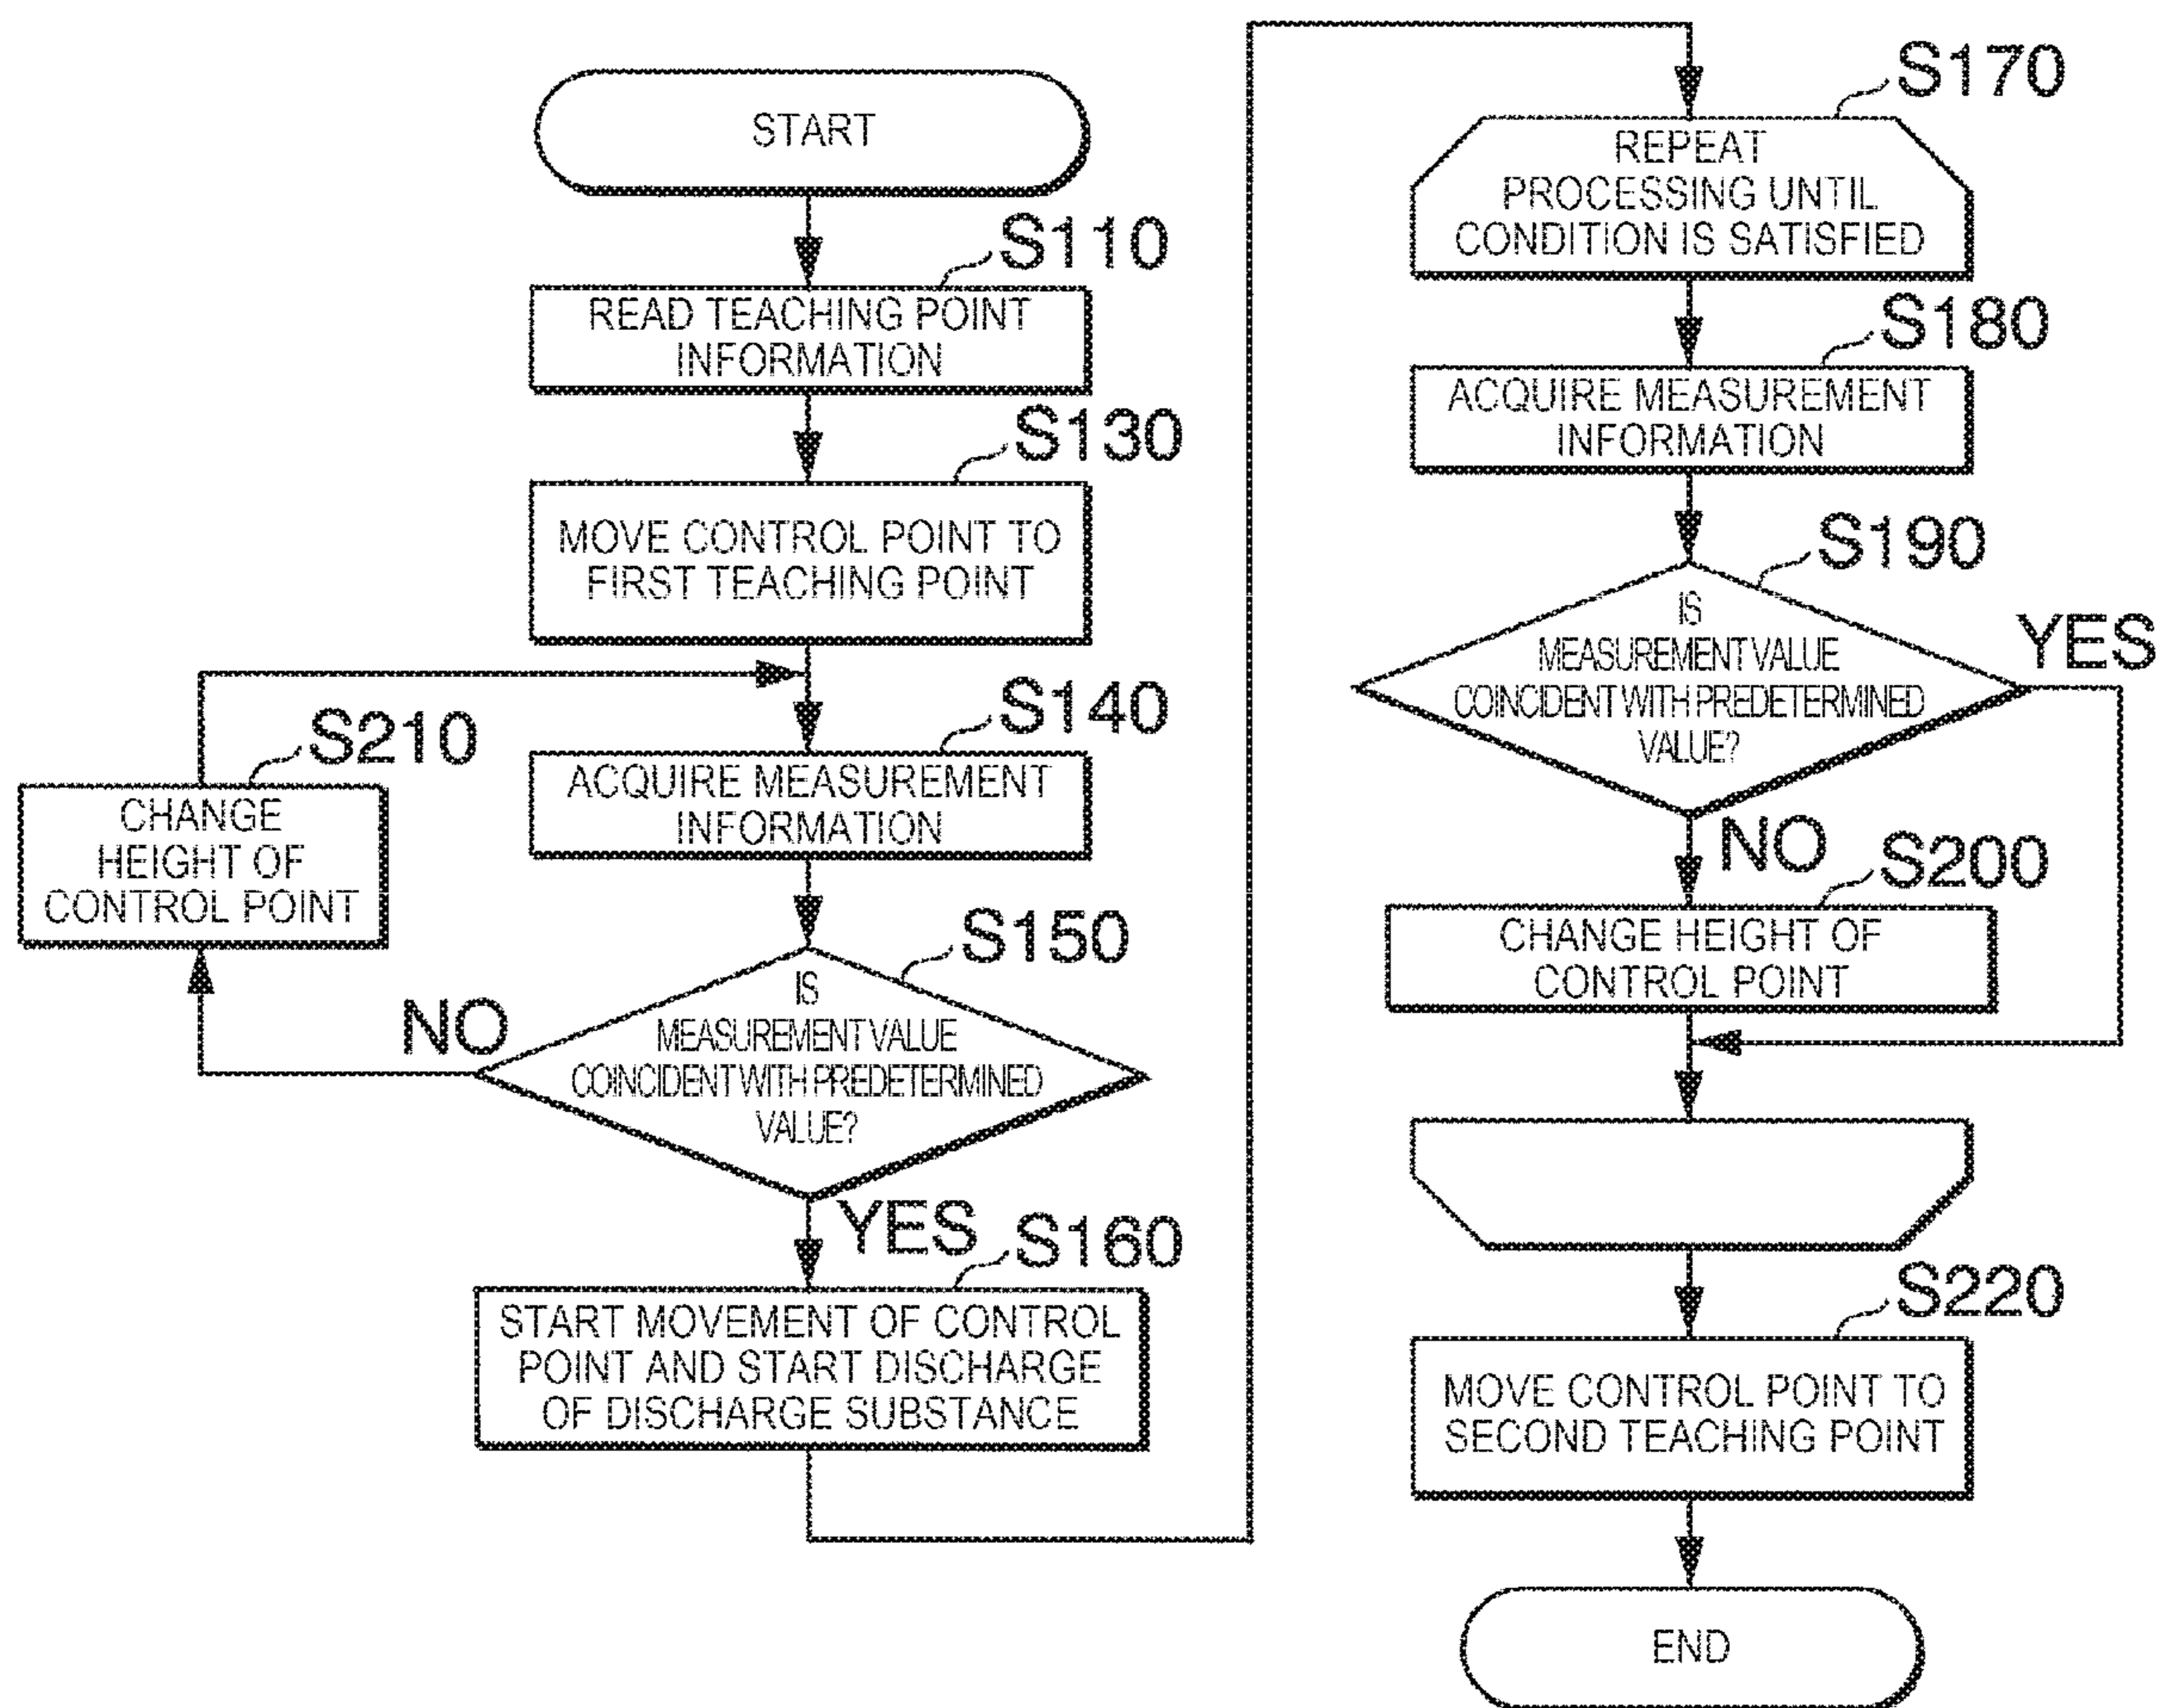 START
S110
READ TEACHING POINT
INFORMATION
S130
MOVE CONTROL POINT TO
FIRST TEACHING POINT
S140
ACQUIRE MEASUREMENT
INFORMATION
S210
CHANGE
HEIGHT OF
CONTROL POINT
S150
IS
MEASUREMENT VALUE
COINCIDENT WITH PREDETERMINED
VALUE?
NO
YES
S160
START MOVEMENT OF CONTROL
POINT AND START DISCHARGE
OF DISCHARGE SUBSTANCE
S170
REPEAT
PROCESSING UNTIL
CONDITION IS SATISFIED
S180
ACQUIRE MEASUREMENT
INFORMATION
S190
IS
MEASUREMENT VALUE
COINCIDENT WITH PREDETERMINED
VALUE?
YES
NO
S200
CHANGE HEIGHT OF
CONTROL POINT
S220
MOVE CONTROL POINT TO
SECOND TEACHING POINT
END